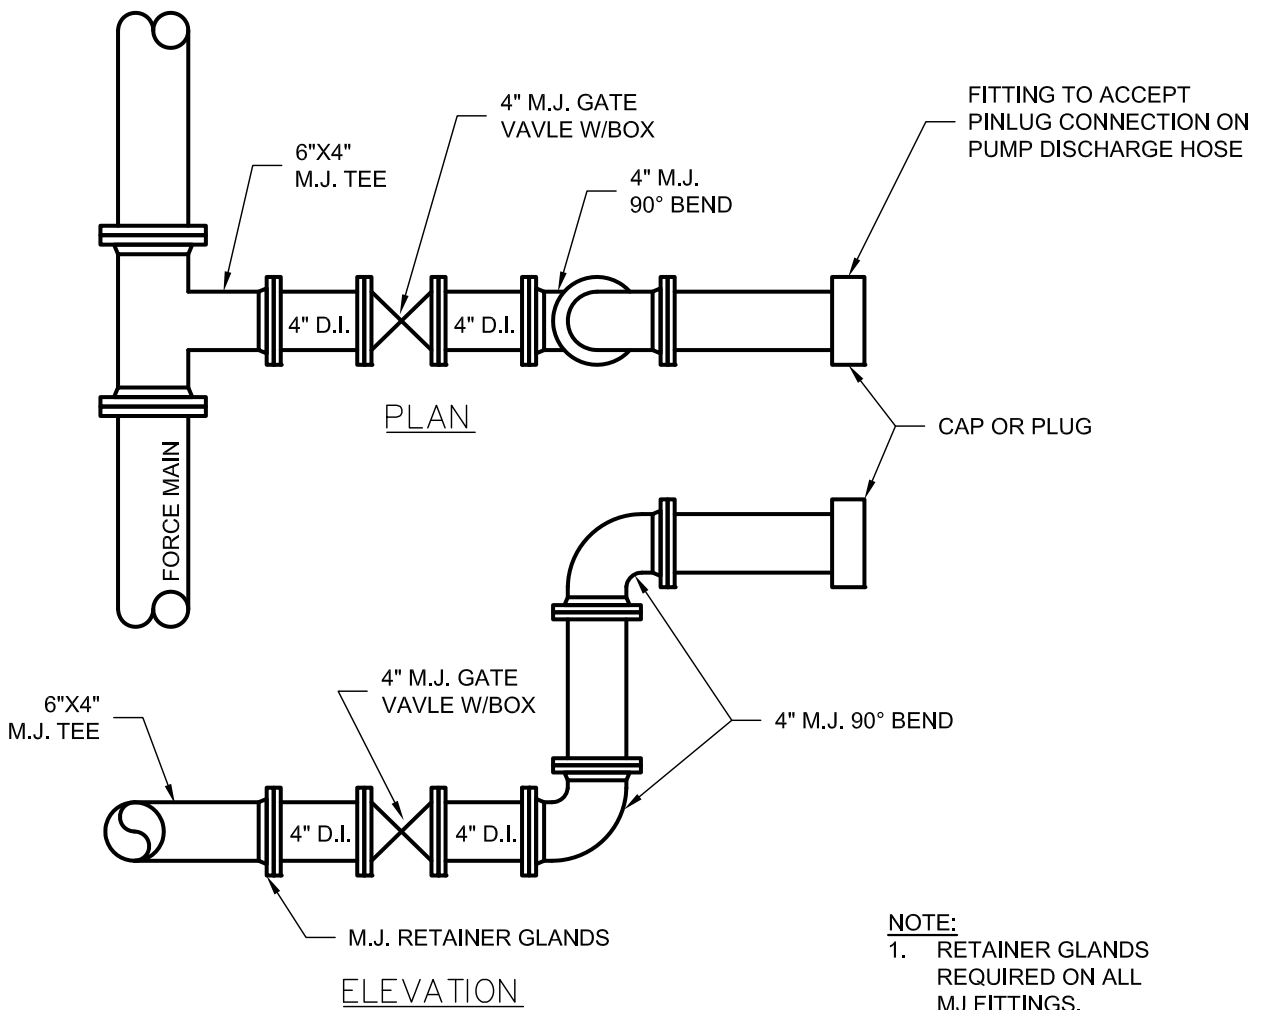 4" M.J. GATE
VAVLE W/BOX
6"X4"
M.J. TEE
4" M.J.
90° BEND
FITTING TO ACCEPT
PINLUG CONNECTION ON
PUMP DISCHARGE HOSE
4" D.I.
4" D.I.
PLAN
CAP OR PLUG
FORCE MAIN
4" M.J. GATE
VAVLE W/BOX
6"X4"
M.J. TEE
4" M.J. 90° BEND
4" D.I.
4" D.I.
M.J. RETAINER GLANDS
ELEVATION
NOTE:
1. RETAINER GLANDS
REQUIRED ON ALL
MJ FITTINGS.